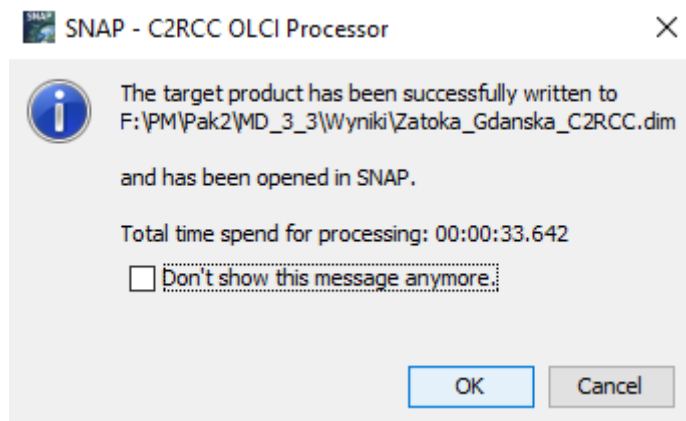 SNAP
SNAP - C2RCC OLCI Processor
The target product has been successfully written to
F:\PM\Pak2\MD_3_3\Wyniki\Zatoka_Gdanska_C2RCC.dim
and has been opened in SNAP.
Total time spend for processing: 00:00:33.642
Don't show this message anymore.
OK Cancel